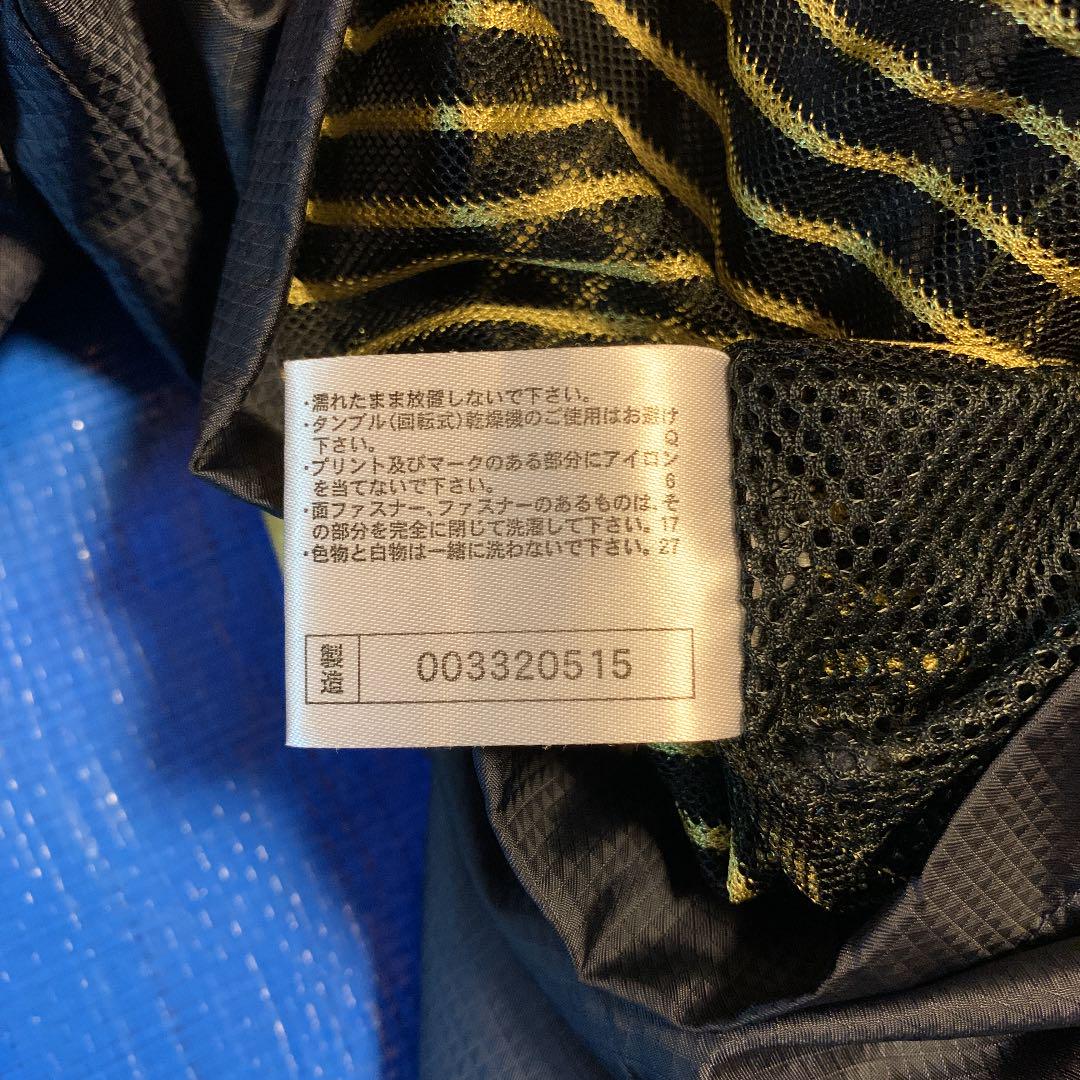 ・濡れたまま放置しないで下さい。
・タンブル（回転式）乾燥機のご使用はお避け
下さい。 Q
・プリント及びマークのある部分にアイロン
を当てないで下さい。 6
・面ファスナー、ファスナーのあるものは、そ
の部分を完全に閉じて洗濯して下さい。 17
・色物と白物は一緒に洗わないで下さい。 27
製造 003320515